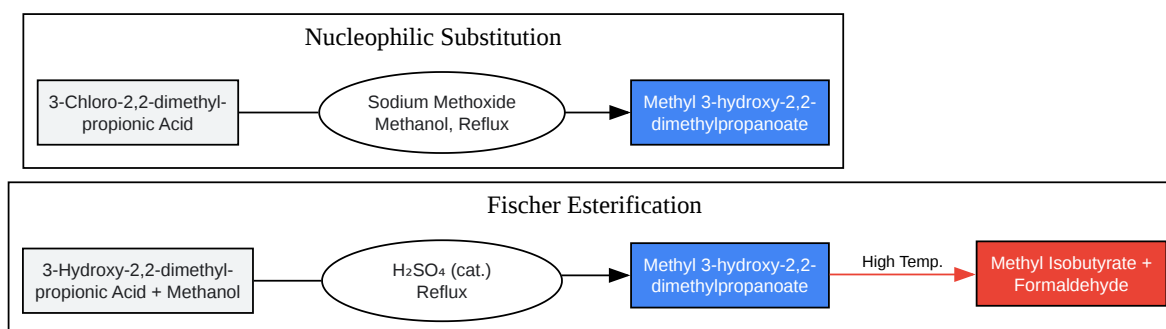 Nucleophilic Substitution
3-Chloro-2,2-dimethyl-
propionic Acid
Sodium Methoxide
Methanol, Reflux
Methyl 3-hydroxy-2,2-
dimethylpropanoate
Fischer Esterification
3-Hydroxy-2,2-dimethyl-
propionic Acid + Methanol
H₂SO₄ (cat.)
Reflux
Methyl 3-hydroxy-2,2-
dimethylpropanoate
High Temp.
Methyl Isobutyrate +
Formaldehyde